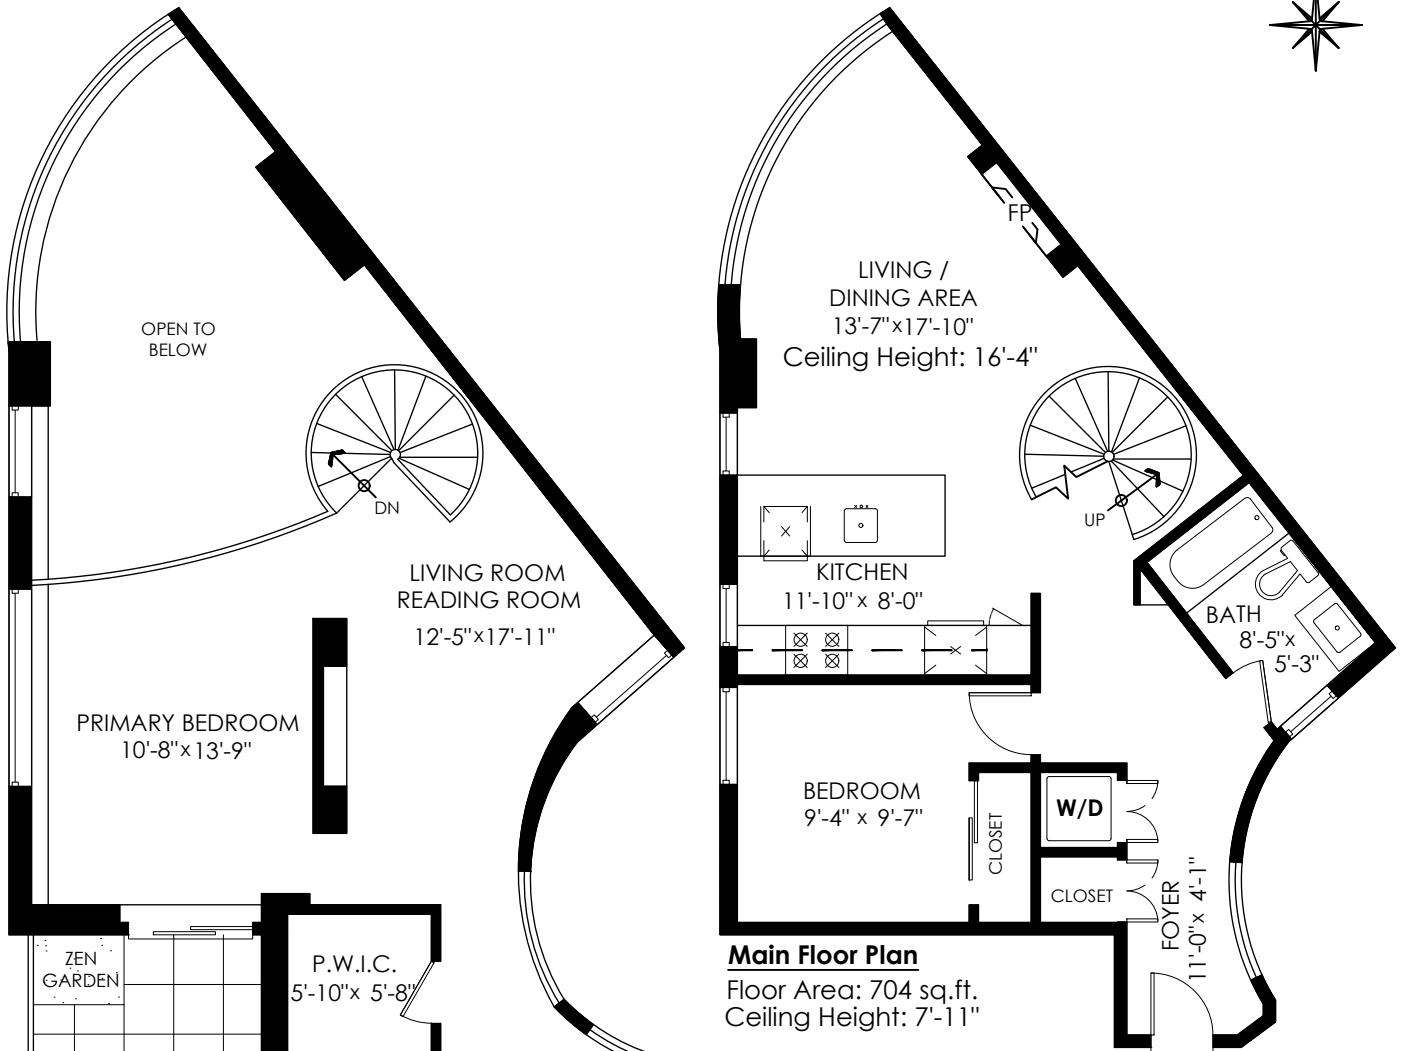 OPEN TO
BELOW
DN
LIVING ROOM
READING ROOM
12'-5"x17'-11"
PRIMARY BEDROOM
10'-8"x13'-9"
ZEN
GARDEN
P.W.I.C.
5'-10"x 5'-8"
FP
LIVING /
DINING AREA
13'-7"x17'-10"
Ceiling Height: 16'-4"
UP
KITCHEN
11'-10"x 8'-0"
BATH
8'-5"x
5'-3"
BEDROOM
9'-4" x 9'-7"
CLOSET
W/D
CLOSET
FOYER
11'-0"x 4'-1"
Main Floor Plan
Floor Area: 704 sq.ft.
Ceiling Height: 7'-11"